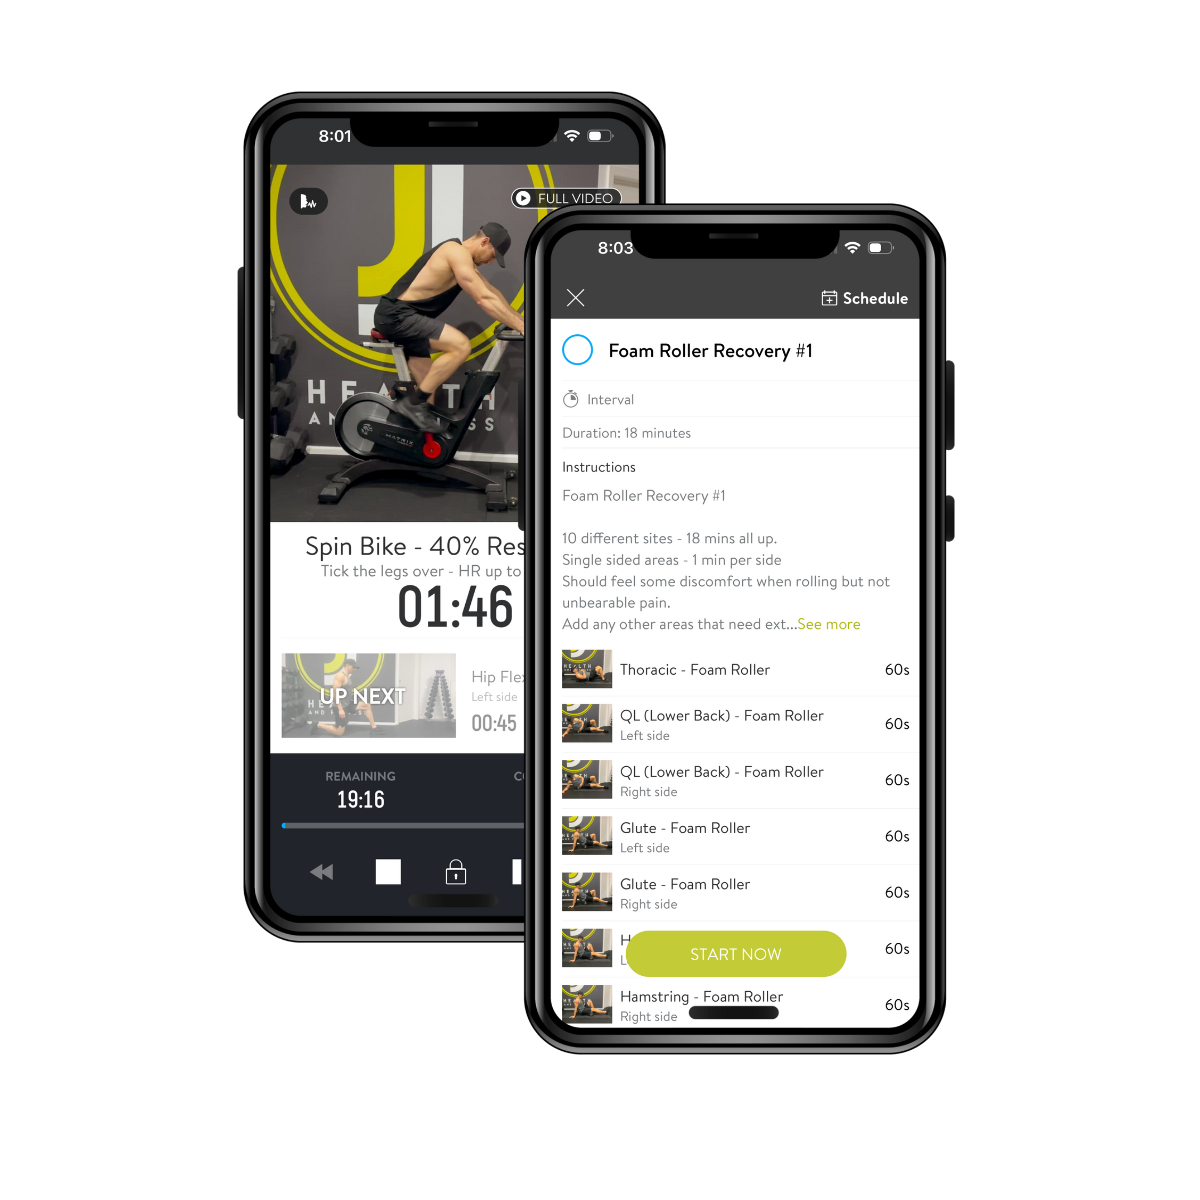 8:01
FULL VIDEO
HEALTH
MATRIX
Spin Bike - 40% Res
Tick the legs over - HR up to
01:46
UP NEXT
Hip Fle
Left side
00:45
REMAINING
19:16
8:03
Schedule
Foam Roller Recovery #1
Interval
Duration: 18 minutes
Instructions
Foam Roller Recovery #1
10 different sites - 18 mins all up.
Single sided areas - 1 min per side
Should feel some discomfort when rolling but not
unbearable pain.
Add any other areas that need ext...See more
Thoracic - Foam Roller 60s
QL (Lower Back) - Foam Roller 60s
Left side
QL (Lower Back) - Foam Roller 60s
Right side
Glute - Foam Roller 60s
Left side
Glute - Foam Roller 60s
Right side
60s
START NOW
Hamstring - Foam Roller 60s
Right side